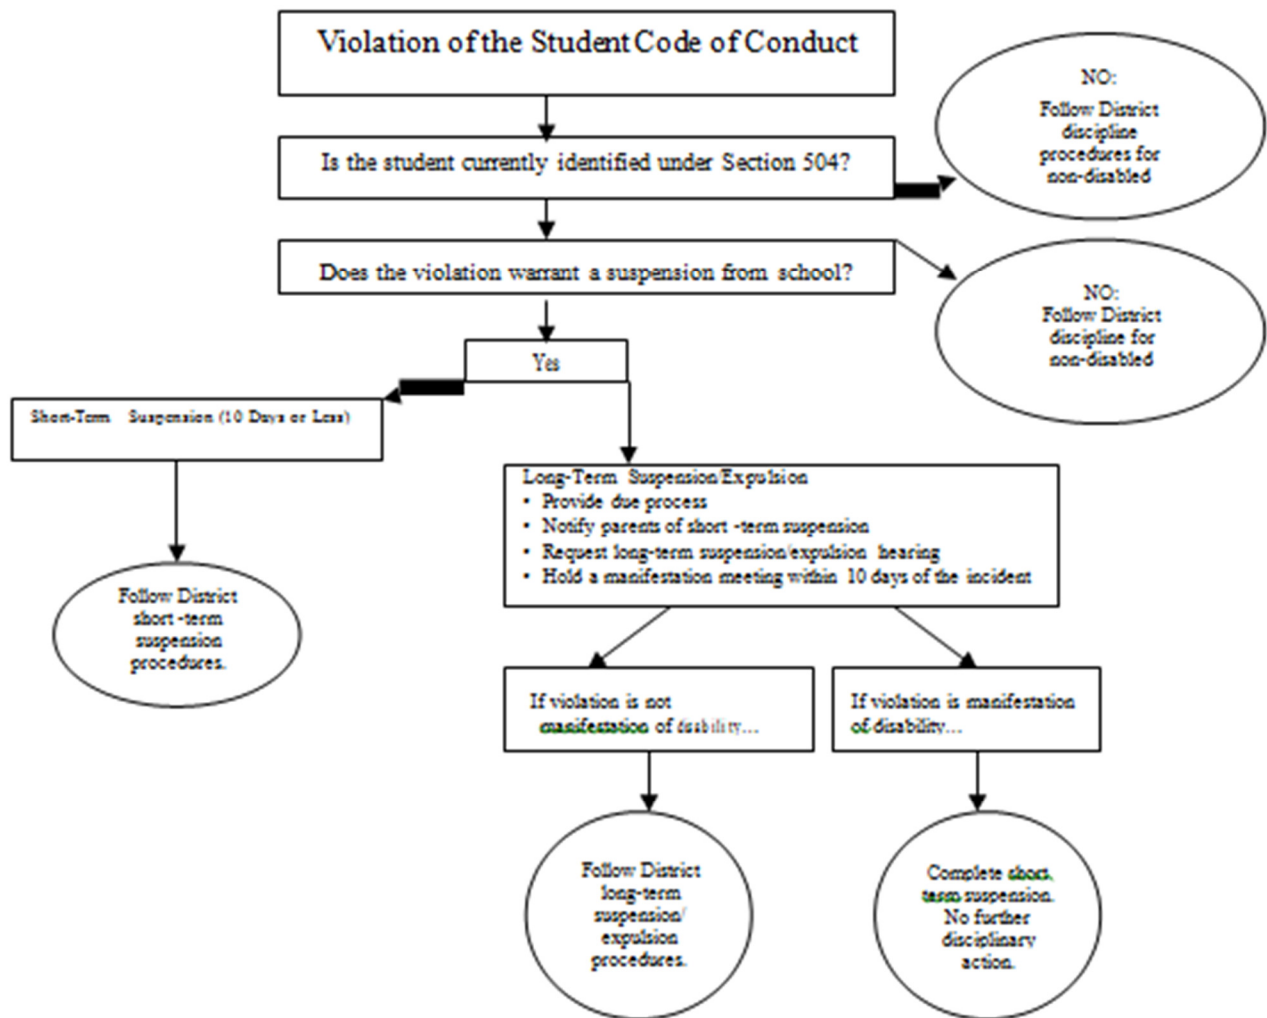 Violation of the Student Code of Conduct
NO:
Follow District
discipline
procedures for
non-disabled
Is the student currently identified under Section 504?
Does the violation warrant a suspension from school?
NO:
Follow District
discipline for
non-disabled
Yes
Short-Term Suspension (10 Days or Less)
Long-Term Suspension/Expulsion
• Provide due process
• Notify parents of short -term suspension
• Request long-term suspension/expulsion hearing
• Hold a manifestation meeting within 10 days of the incident
Follow District
short -term
suspension
procedures.
If violation is not
manifestation of disability...
If violation is manifestation
of disability...
Follow District
long-term
suspension/
expulsion
procedures.
Complete short
term suspension.
No further
disciplinary
action.